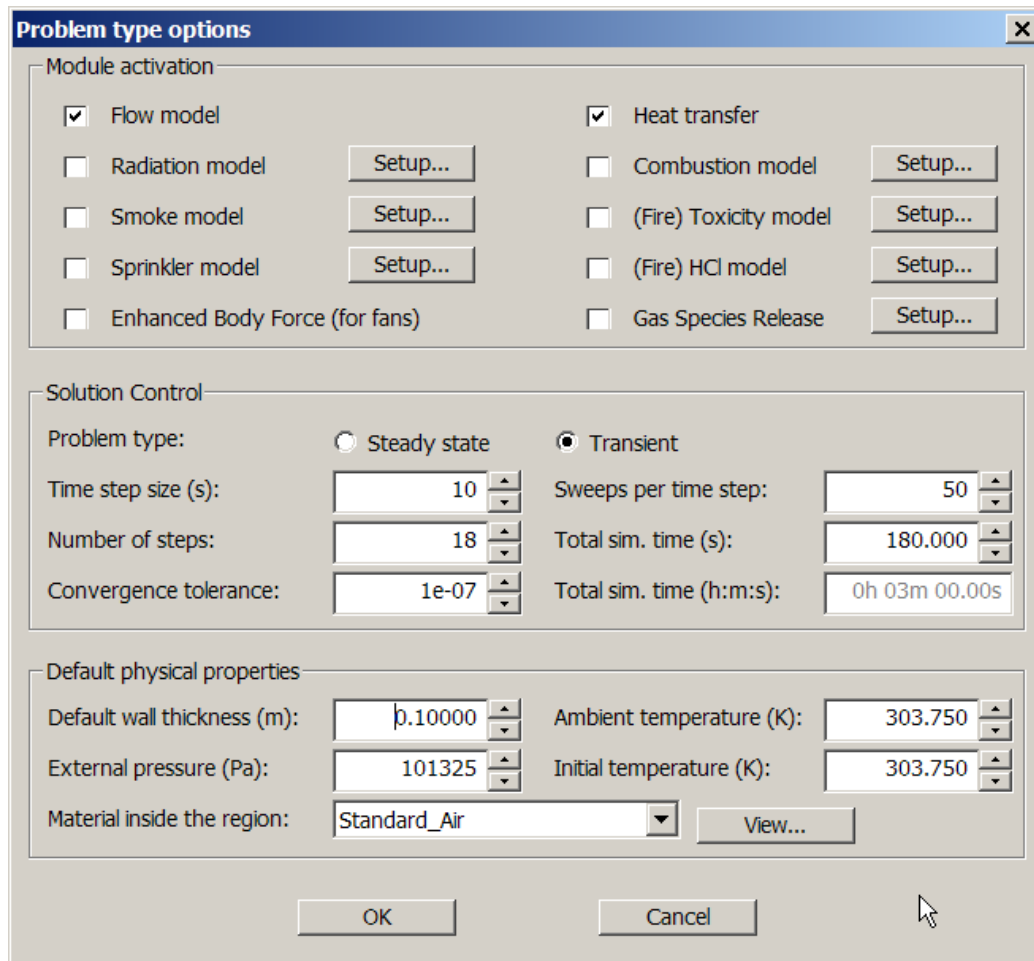 Problem type options
Module activation
Flow model Heat transfer
Radiation model Setup... Combustion model Setup...
Smoke model Setup... (Fire) Toxicity model Setup...
Sprinkler model Setup... (Fire) HCl model Setup...
Enhanced Body Force (for fans) Gas Species Release Setup...
Solution Control
Problem type: Steady state Transient
Time step size (s): 10 Sweeps per time step: 50
Number of steps: 18 Total sim. time (s): 180.000
Convergence tolerance: 1e-07 Total sim. time (h:m:s): 0h 03m 00.00s
Default physical properties
Default wall thickness (m): 0.10000 Ambient temperature (K): 303.750
External pressure (Pa): 101325 Initial temperature (K): 303.750
Material inside the region: Standard_Air View...
OK Cancel